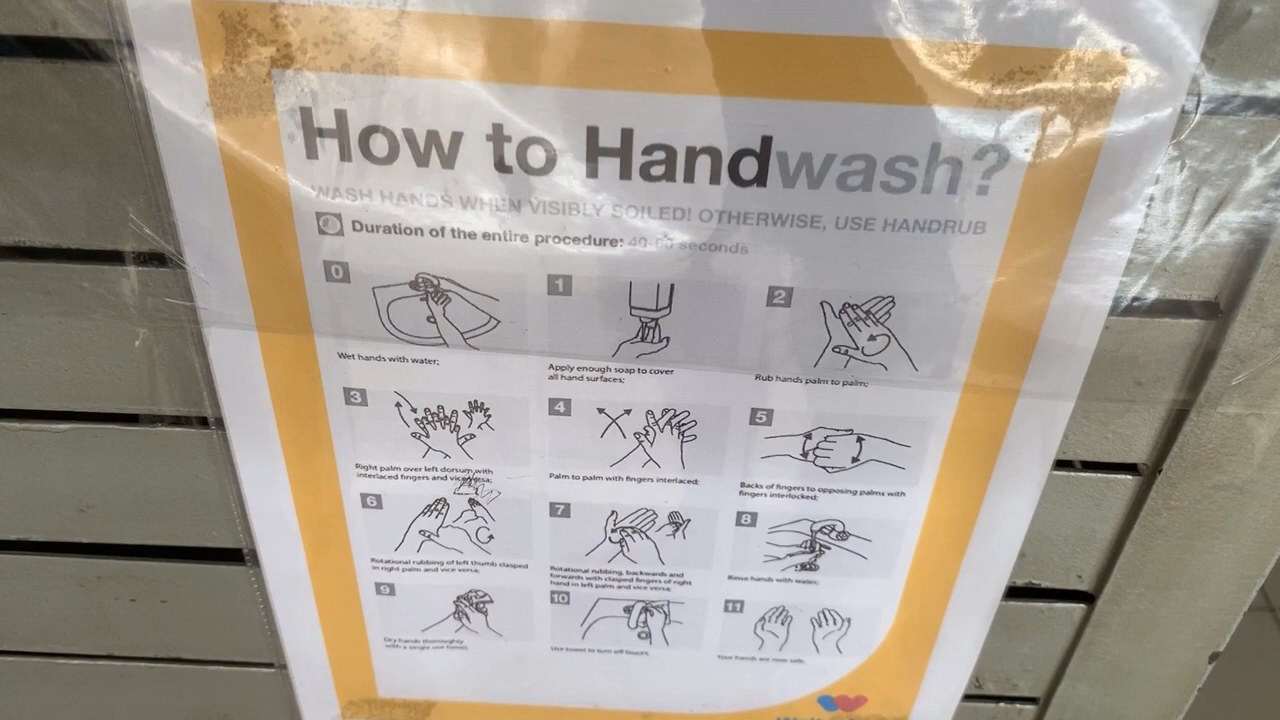 How to Handwash?
WASH HANDS WHEN VISIBLY SOILED! OTHERWISE, USE HANDRUB
Duration of the entire procedure: 40-60 seconds
0
Wet hands with water;
1
Apply enough soap to cover
all hand surfaces;
2
Rub hands palm to palm;
3
Right palm over left dorsum with
interlaced fingers and vice versa;
4
Palm to palm with fingers interlaced;
5
Backs of fingers to opposing palms with
fingers interlocked;
6
Rotational rubbing of left thumb clasped
in right palm and vice versa;
7
Rotational rubbing, backwards and
forwards with clasped fingers of right
hand in left palm and vice versa;
8
Rinse hands with water;
9
Dry hands thoroughly
with a single use towel;
10
Use towel to turn off faucet;
11
Your hands are now safe.